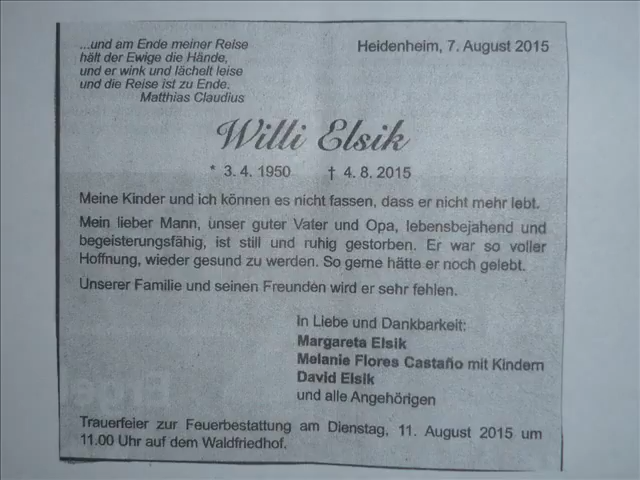 ...und am Ende meiner Reise
hält der Ewige die Hände,
und er wink und lächelt leise
und die Reise ist zu Ende.
Matthias Claudius
Heidenheim, 7. August 2015
Willi Elsik
* 3. 4. 1950 † 4. 8. 2015
Meine Kinder und ich können es nicht fassen, dass er nicht mehr lebt.
Mein lieber Mann, unser guter Vater und Opa, lebensbejahend und
begeisterungsfähig, ist still und ruhig gestorben. Er war so voller
Hoffnung, wieder gesund zu werden. So gerne hätte er noch gelebt.
Unserer Familie und seinen Freunden wird er sehr fehlen.
In Liebe und Dankbarkeit:
Margareta Elsik
Melanie Flores Castaño mit Kindern
David Elsik
und alle Angehörigen
Trauerfeier zur Feuerbestattung am Dienstag, 11. August 2015 um
11.00 Uhr auf dem Waldfriedhof.